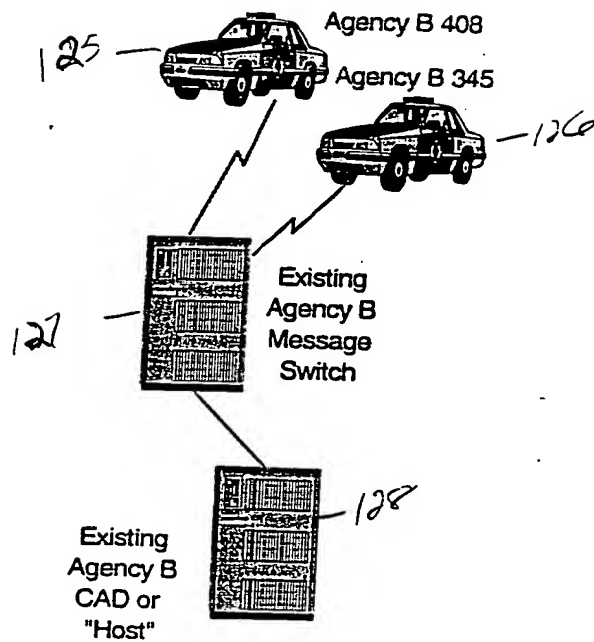 Agency B 408
125
Agency B 345
126
Existing
Agency B
Message
Switch
127
128
Existing
Agency B
CAD or
"Host"